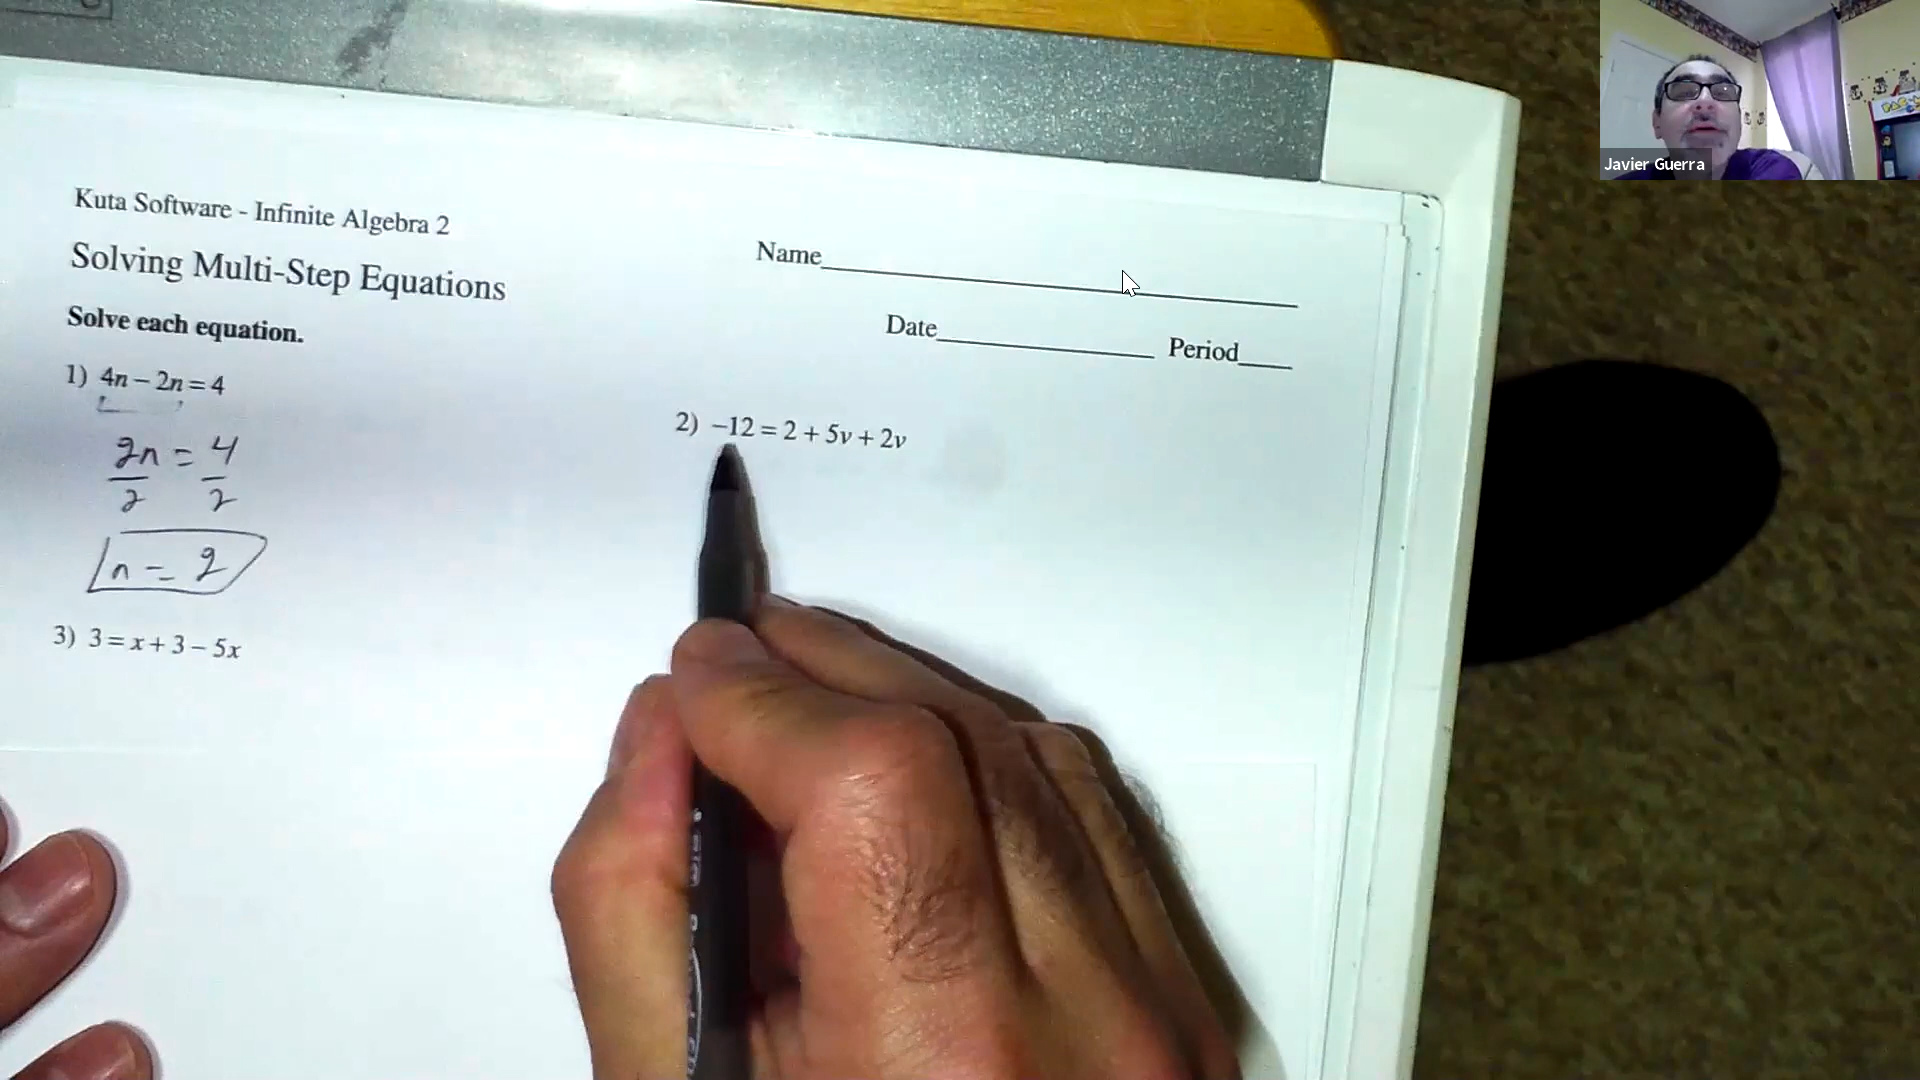 Javier Guerra
Kuta Software - Infinite Algebra 2
Solving Multi-Step Equations
Name
Date Period
Solve each equation.
1) 4n − 2n = 4
2n = 4
2 2
n = 2
2) −12 = 2 + 5v + 2v
3) 3 = x + 3 − 5x